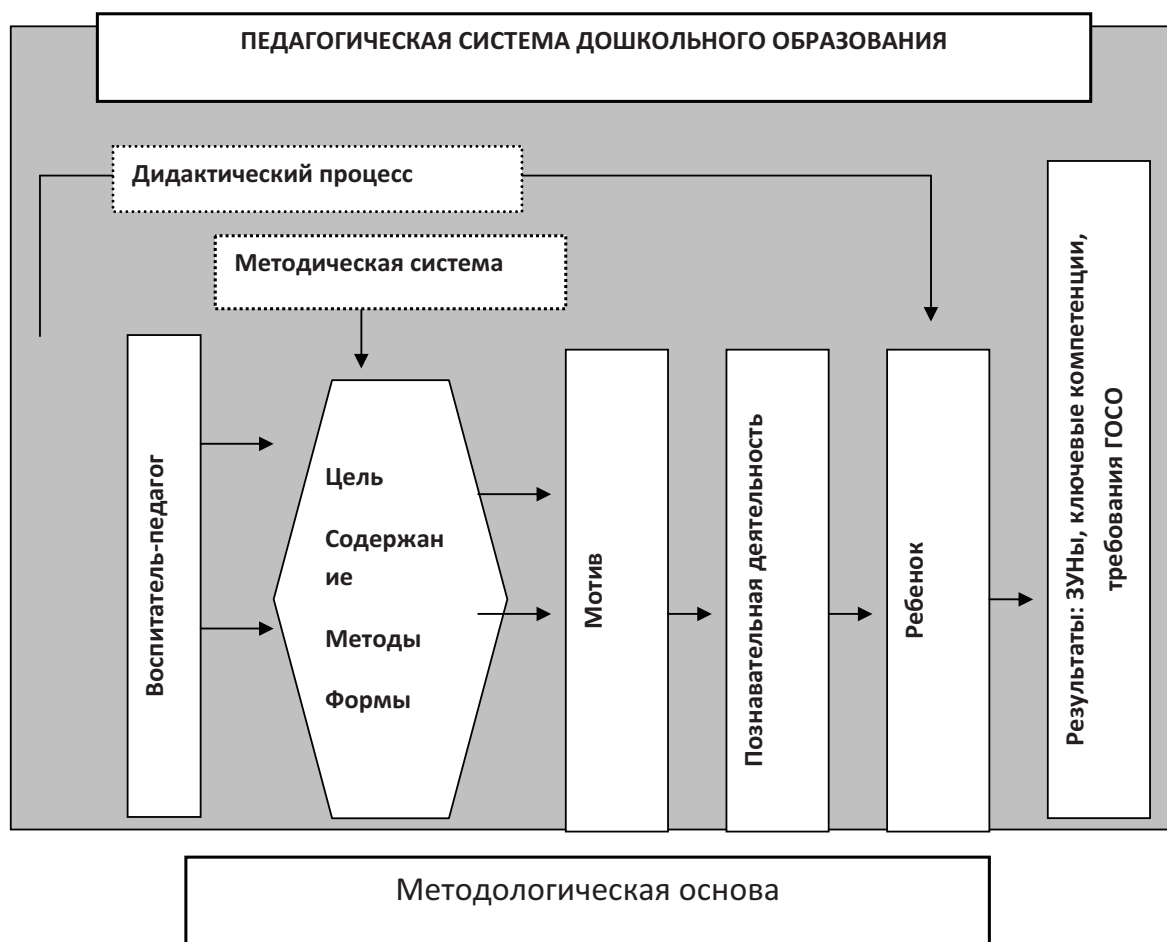 ПЕДАГОГИЧЕСКАЯ СИСТЕМА ДОШКОЛЬНОГО ОБРАЗОВАНИЯ
Дидактический процесс
Методическая система
Воспитатель-педагог
Цель
Содержан
ие
Методы
Формы
Мотив
Познавательная деятельность
Ребенок
Результаты: ЗУНы, ключевые компетенции,
требования ГОСО
Методологическая основа